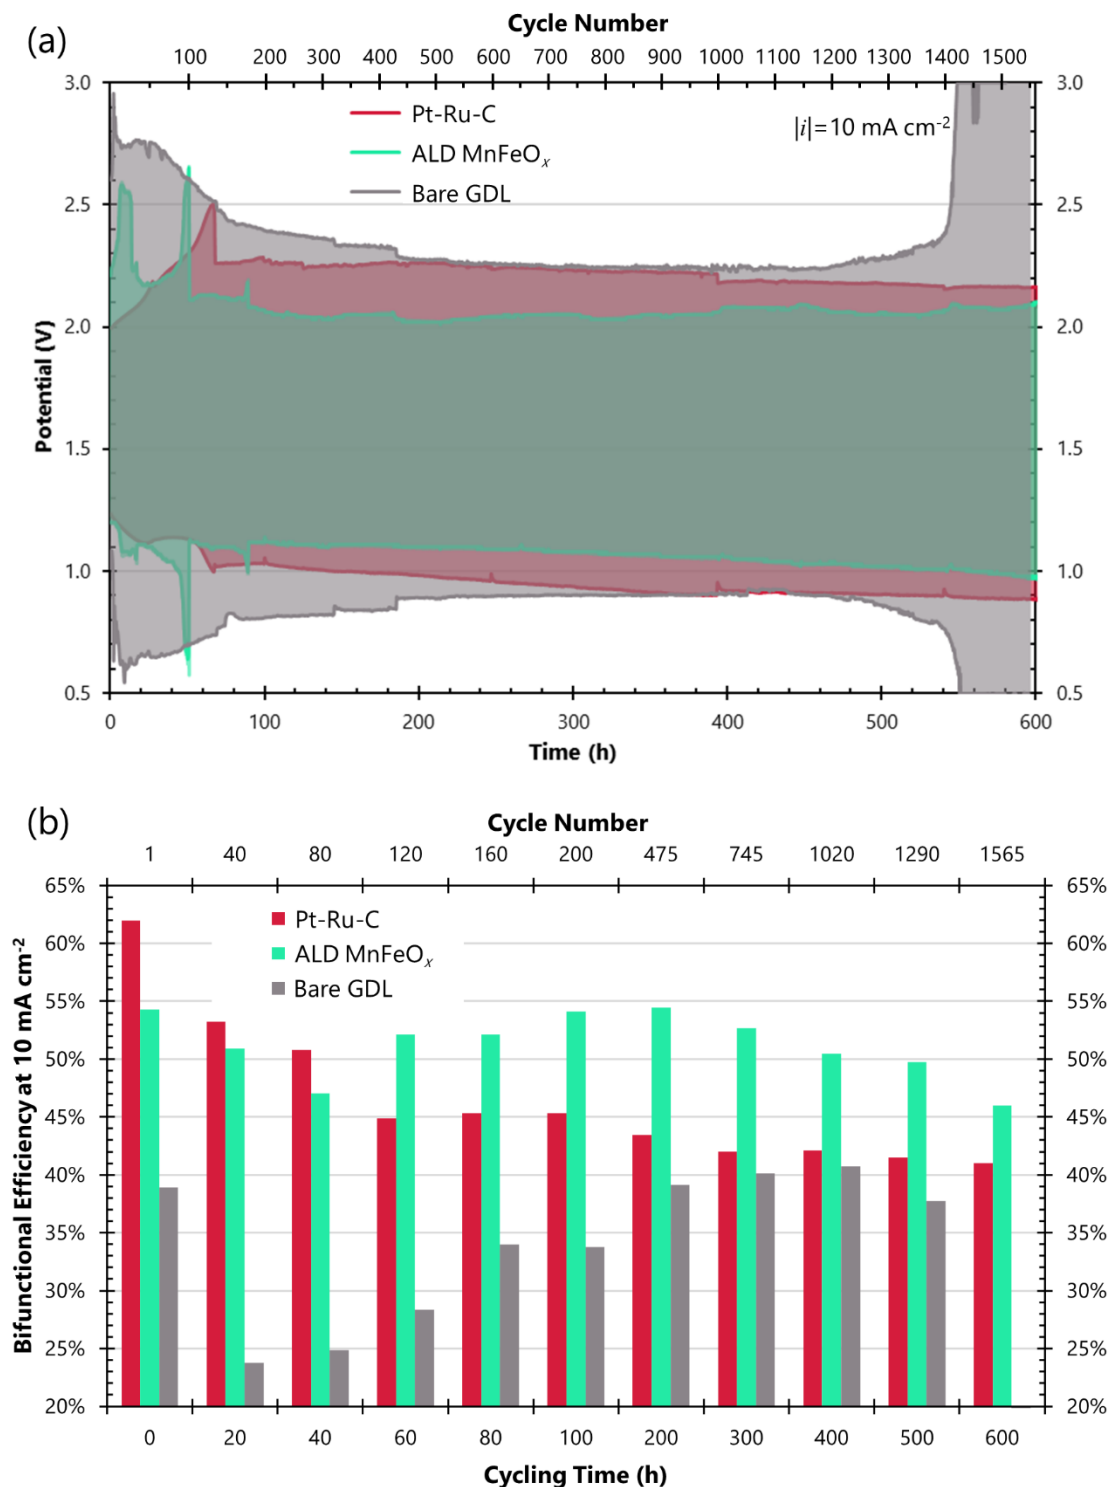 (a)
Cycle Number
100 200 300 400 500 600 700 800 900 1000 1100 1200 1300 1400 1500
3.0 3.0
Pt-Ru-C
|i|=10 mA cm-2
ALD MnFeOx
Bare GDL
2.5 2.5
2.0 2.0
Potential (V)
1.5 1.5
1.0 1.0
0.5 0.5
0 100 200 300 400 500 600
Time (h)
(b)
Cycle Number
1 40 80 120 160 200 475 745 1020 1290 1565
65% 65%
Pt-Ru-C
60% 60%
ALD MnFeOx
Bare GDL
55% 55%
50% 50%
45% 45%
Bifunctional Efficiency at 10 mA cm-2
40% 40%
35% 35%
30% 30%
25% 25%
20% 20%
0 20 40 60 80 100 200 300 400 500 600
Cycling Time (h)